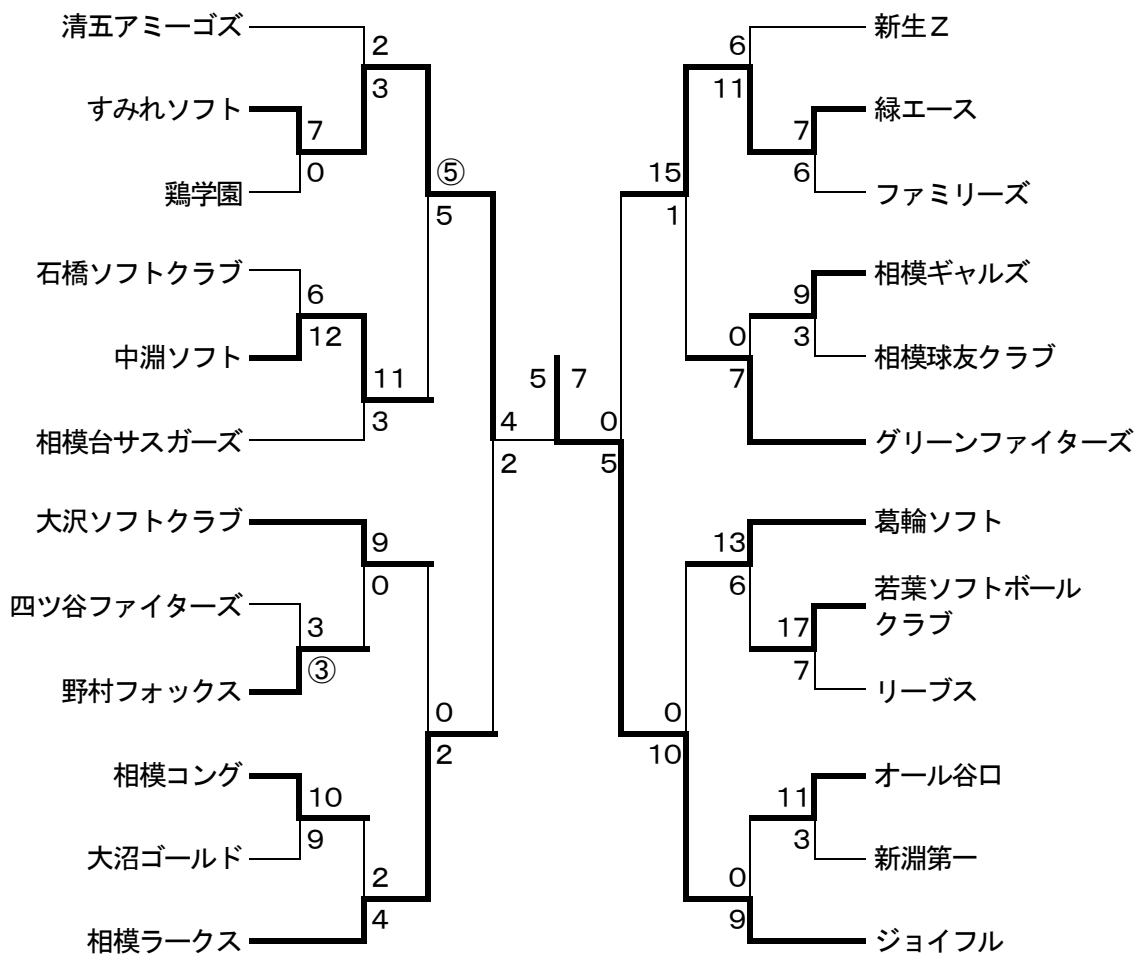 清五アミーゴズ
2
3
すみれソフト
7
0
鶏学園
⑤
5
石橋ソフトクラブ
6
12
中淵ソフト
11
3
相模台サスガーズ
4
2
大沢ソフトクラブ
9
0
四ツ谷ファイターズ
3
③
野村フォックス
0
2
相模コング
10
9
大沼ゴールド
2
4
相模ラークス
5 7
新生Z
6
11
緑エース
7
6
ファミリーズ
15
1
相模ギャルズ
9
3
相模球友クラブ
0
7
グリーンファイターズ
0
5
葛輪ソフト
13
6
若葉ソフトボール
クラブ
17
7
リーブス
0
10
オール谷口
11
3
新淵第一
0
9
ジョイフル